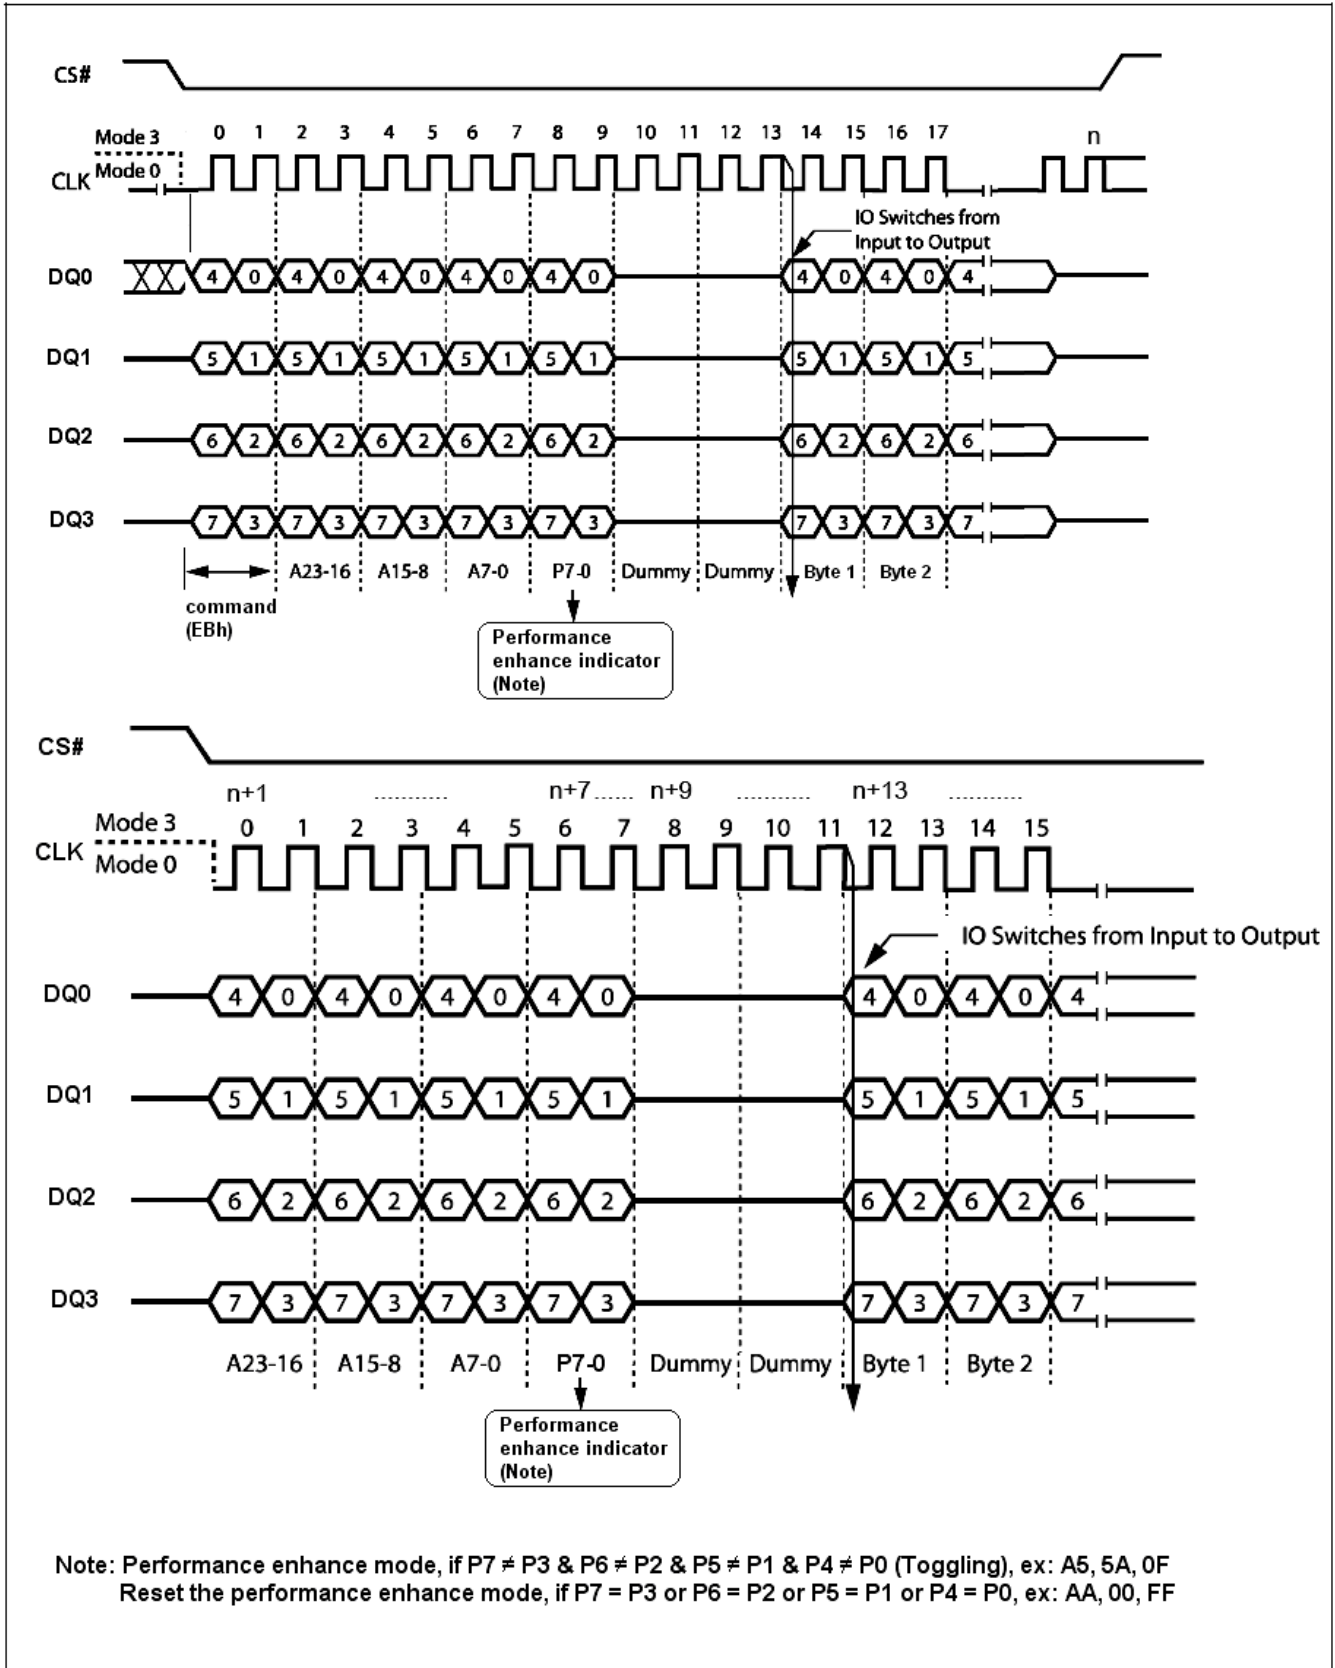 CS#
Mode 3
0 1 2 3 4 5 6 7 8 9 10 11 12 13 14 15 16 17 n
CLK Mode 0
IO Switches from
Input to Output
DQ0 4 0 4 0 4 0 4 0 4 0 4 0 4 0 4
DQ1 5 1 5 1 5 1 5 1 5 1 5 1 5 1 5
DQ2 6 2 6 2 6 2 6 2 6 2 6 2 6 2 6
DQ3 7 3 7 3 7 3 7 3 7 3 7 3 7 3 7
A23-16 A15-8 A7-0 P7-0 Dummy Dummy Byte 1 Byte 2
command
(EBh)
Performance
enhance indicator
(Note)
CS#
n+1 ............ n+7 ...... n+9 ............ n+13 ............
Mode 3
0 1 2 3 4 5 6 7 8 9 10 11 12 13 14 15
CLK
Mode 0
IO Switches from Input to Output
DQ0 4 0 4 0 4 0 4 0 4 0 4 0 4
DQ1 5 1 5 1 5 1 5 1 5 1 5 1 5
DQ2 6 2 6 2 6 2 6 2 6 2 6 2 6
DQ3 7 3 7 3 7 3 7 3 7 3 7 3 7
A23-16 A15-8 A7-0 P7-0 Dummy Dummy Byte 1 Byte 2
Performance
enhance indicator
(Note)
Note: Performance enhance mode, if P7 ≠ P3 & P6 ≠ P2 & P5 ≠ P1 & P4 ≠ P0 (Toggling), ex: A5, 5A, 0F
Reset the performance enhance mode, if P7 = P3 or P6 = P2 or P5 = P1 or P4 = P0, ex: AA, 00, FF